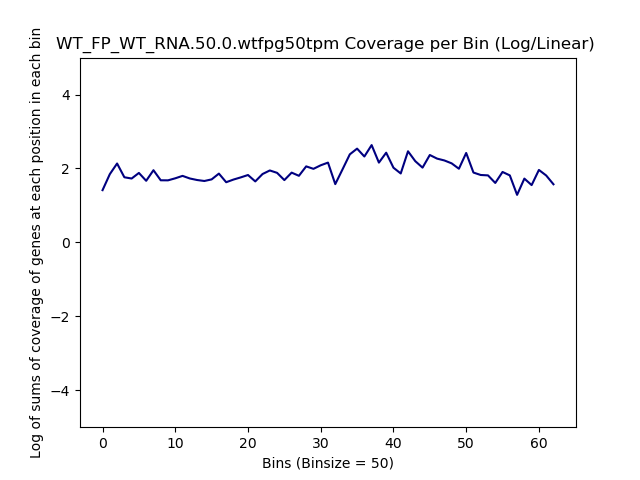 WT_FP_WT_RNA.50.0.wtfpg50tpm Coverage per Bin (Log/Linear)
Log of sums of coverage of genes at each position in each bin
4
2
0
−2
−4
0 10 20 30 40 50 60
Bins (Binsize = 50)